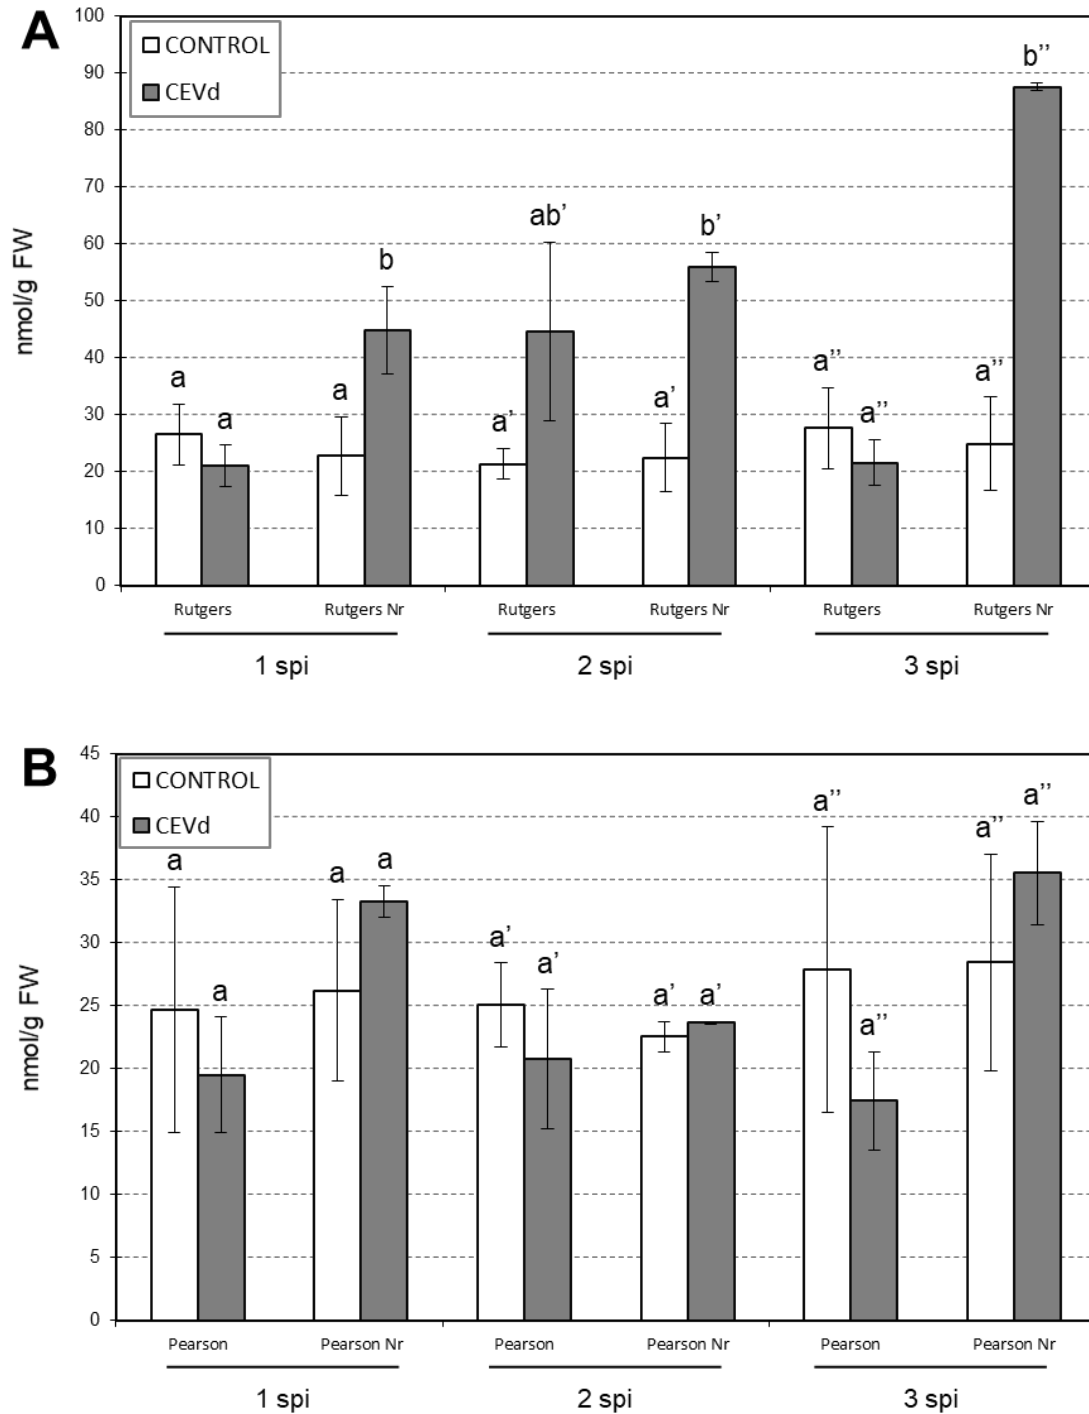 A
100
90
80
70
60
50
40
30
20
10
0
nmol/g FW
CONTROL
CEVd
a a a b a’ ab’ a’ b’ a’’ a’’ a’’ b’’
Rutgers Rutgers Nr Rutgers Rutgers Nr Rutgers Rutgers Nr
1 spi 2 spi 3 spi
B
45
40
35
30
25
20
15
10
5
0
nmol/g FW
CONTROL
CEVd
a a a a a’ a’ a’ a’ a’’ a’’ a’’ a’’
Pearson Pearson Nr Pearson Pearson Nr Pearson Pearson Nr
1 spi 2 spi 3 spi